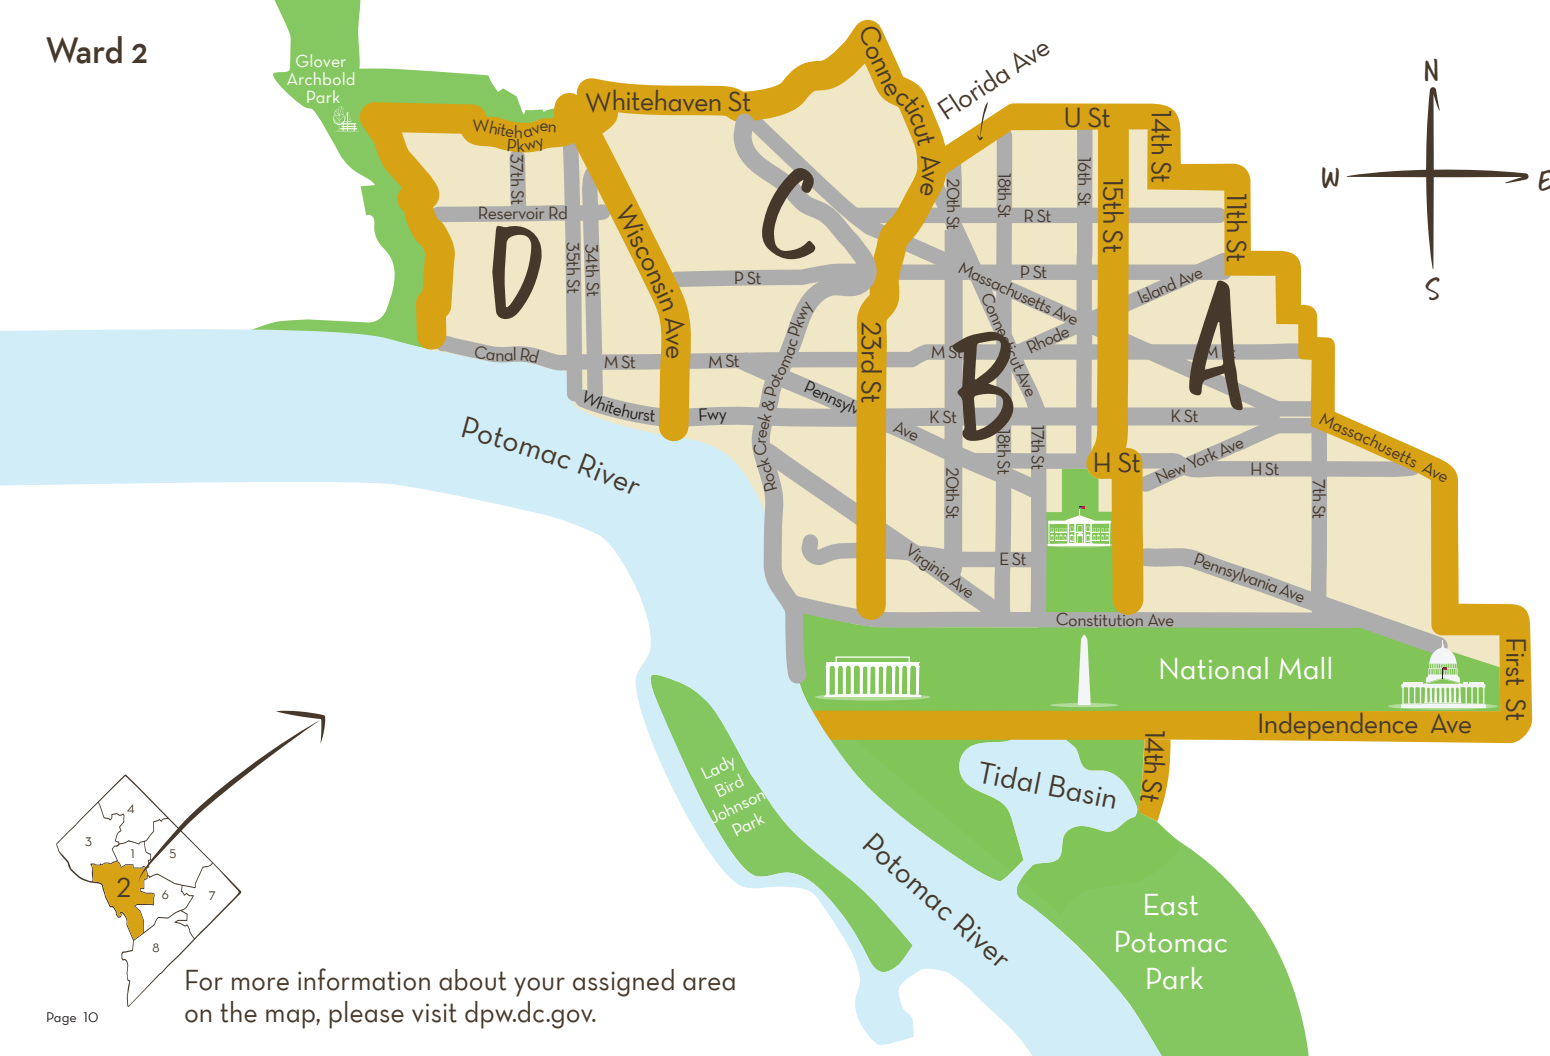 Ward 2
Glover
Archbold
Park
Whitehaven
Pkwy
Whitehaven St
Connecticut Ave
Florida Ave
U St
14th St
15th St
11th St
16th St
18th St
20th St
37th St
35th St
34th St
Reservoir Rd
Wisconsin Ave
R St
P St
P St
Massachusetts Ave
Connecticut Ave
Rhode
Island Ave
N
W
E
S
D
C
B
A
Canal Rd
M St
M St
M St
M St
Whitehurst
Fwy
Rock Creek & Potomac Pkwy
23rd St
Pennsylv
Ave
K St
K St
18th St
17th St
20th St
H St
New York Ave
H St
7th St
Massachusetts Ave
Virginia Ave
E St
Pennsylvania Ave
Constitution Ave
Potomac River
National Mall
First St
Independence Ave
14th St
Tidal Basin
Lady
Bird
Johnson
Park
Potomac River
East
Potomac
Park
4
3
1
5
2
6
7
8
For more information about your assigned area
on the map, please visit dpw.dc.gov.
Page 10